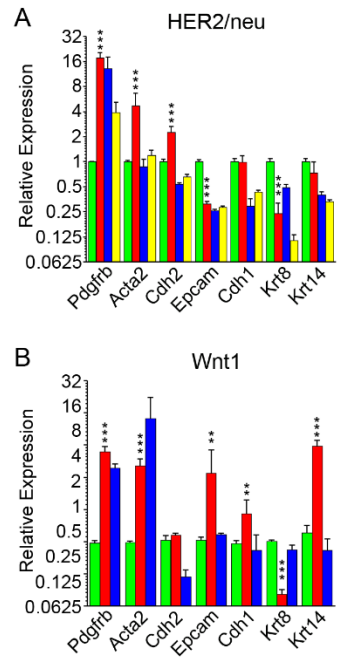 A
HER2/neu
Relative Expression
32
16
8
4
2
1
0.5
0.25
0.125
0.0625
***
***
***
***
***
Pdgfrb
Acta2
Cdh2
Epcam
Cdh1
Krt8
Krt14
B
Wnt1
Relative Expression
32
16
8
4
2
1
0.5
0.25
0.125
0.0625
***
***
**
**
***
***
Pdgfrb
Acta2
Cdh2
Epcam
Cdh1
Krt8
Krt14